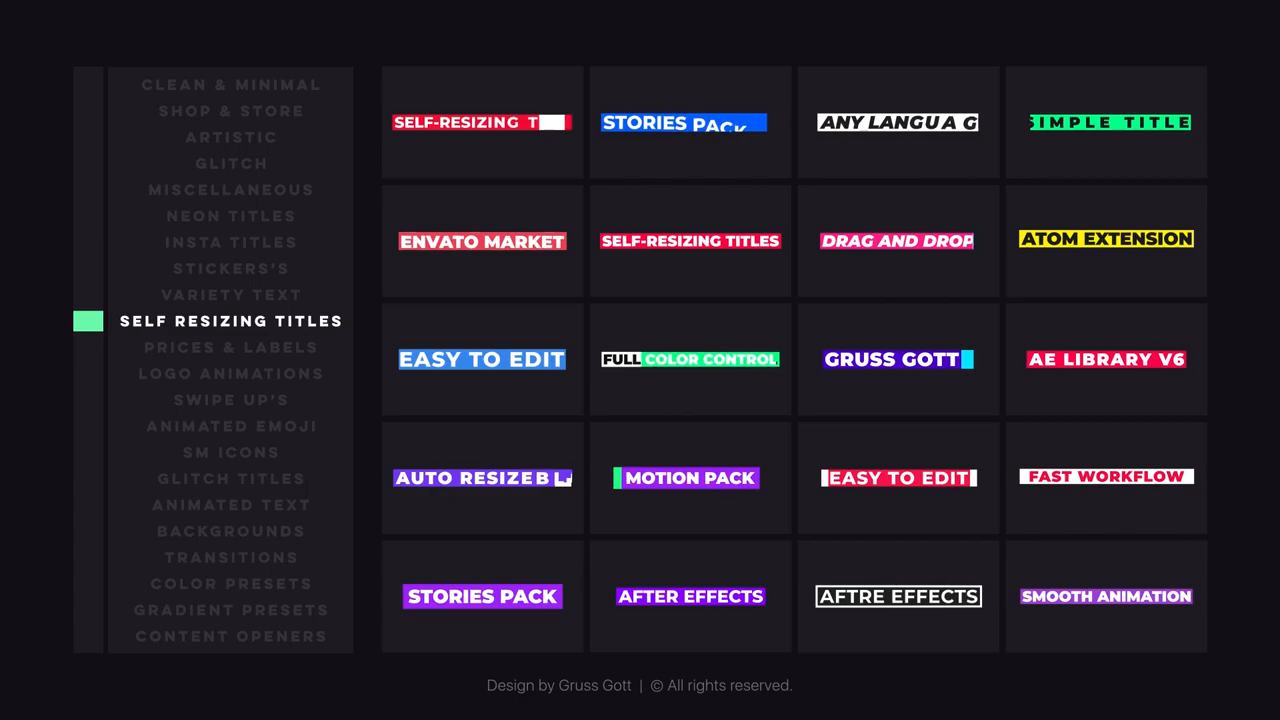 CLEAN & MINIMAL
SHOP & STORE
ARTISTIC
GLITCH
MISCELLANEOUS
NEON TITLES
INSTA TITLES
STICKERS'S
VARIETY TEXT
SELF RESIZING TITLES
PRICES & LABELS
LOGO ANIMATIONS
SWIPE UP'S
ANIMATED EMOJI
SM ICONS
GLITCH TITLES
ANIMATED TEXT
BACKGROUNDS
TRANSITIONS
COLOR PRESETS
GRADIENT PRESETS
CONTENT OPENERS
SELF-RESIZING T
STORIES PACK
ANY LANGUAG
SIMPLE TITLE
ENVATO MARKET
SELF-RESIZING TITLES
DRAG AND DROP
ATOM EXTENSION
EASY TO EDIT
FULL COLOR CONTROL
GRUSS GOTT
AE LIBRARY V6
AUTO RESIZEBL
MOTION PACK
EASY TO EDIT
FAST WORKFLOW
STORIES PACK
AFTER EFFECTS
AFTRE EFFECTS
SMOOTH ANIMATION
Design by Gruss Gott | © All rights reserved.